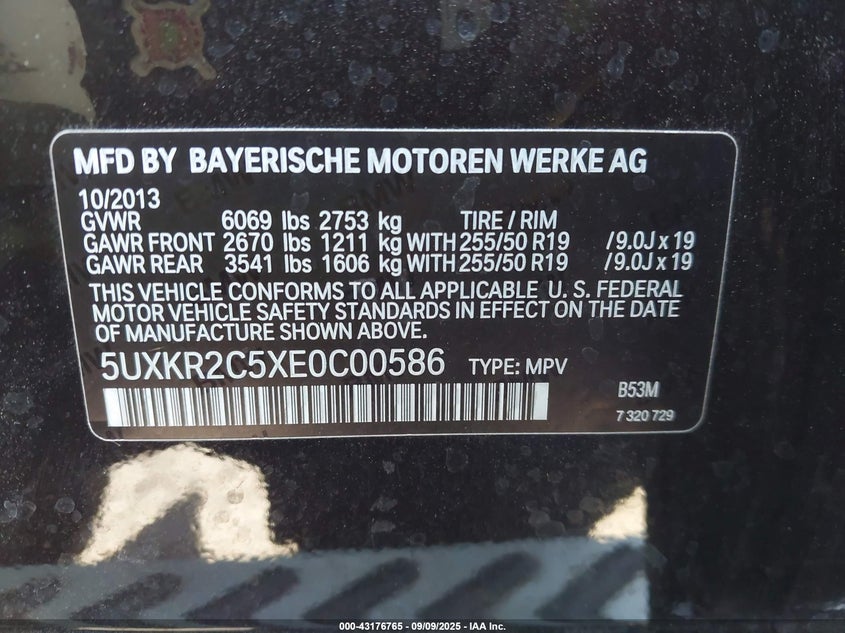 MFD BY BAYERISCHE MOTOREN WERKE AG
10/2013
GVWR 6069 lbs 2753 kg TIRE / RIM
GAWR FRONT 2670 lbs 1211 kg WITH 255/50 R19 /9.0J x 19
GAWR REAR 3541 lbs 1606 kg WITH 255/50 R19 /9.0J x 19
THIS VEHICLE CONFORMS TO ALL APPLICABLE U. S. FEDERAL
MOTOR VEHICLE SAFETY STANDARDS IN EFFECT ON THE DATE
OF MANUFACTURE SHOWN ABOVE.
5UXKR2C5XE0C00586 TYPE: MPV
B53M
7 320 729
000-43176765 - 09/09/2025 - IAA Inc.